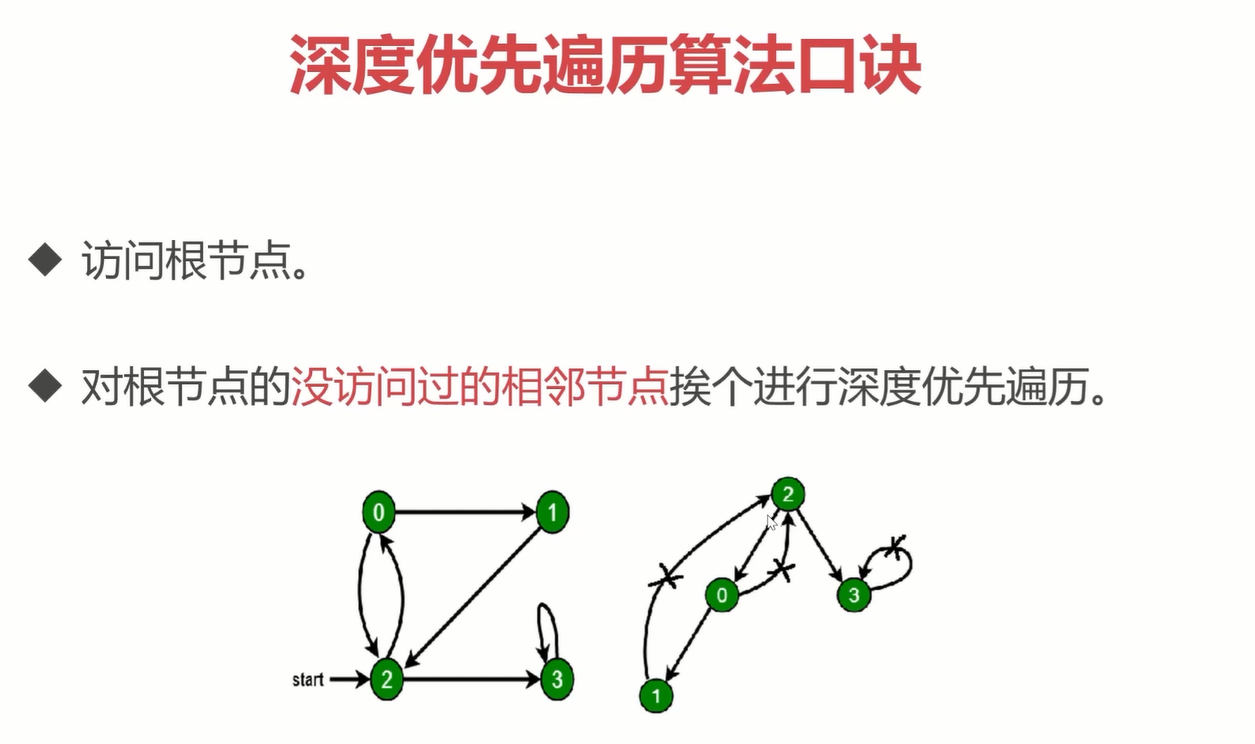 深度优先遍历算法口诀
◆ 访问根节点。
◆ 对根节点的没访问过的相邻节点挨个进行深度优先遍历。
0 1
start 2 3
2
0 3
1